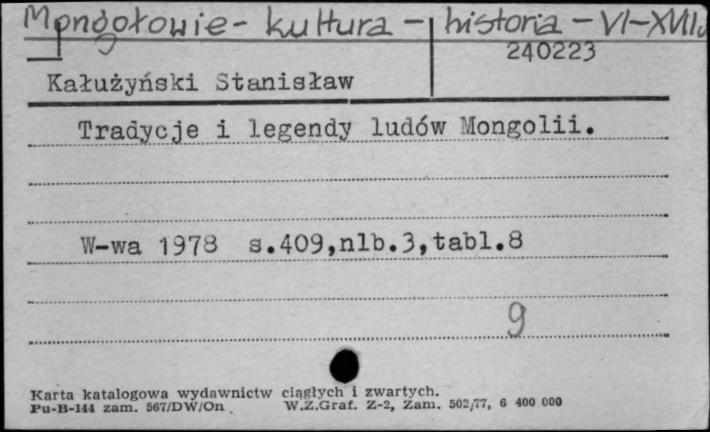 Mongołowie - kultura - historia - VI-XVIIw
240223
Kałużyński Stanisław
Tradycje i legendy ludów Mongolii.
W-wa 1978 s.409,nlb.3,tabl.8
9
Karta katalogowa wydawnictw ciągłych i zwartych.
Pu-B-144 zam. 567/DW/On. W.Z.Graf. Z-2, Zam. 502/77, 6 400 000